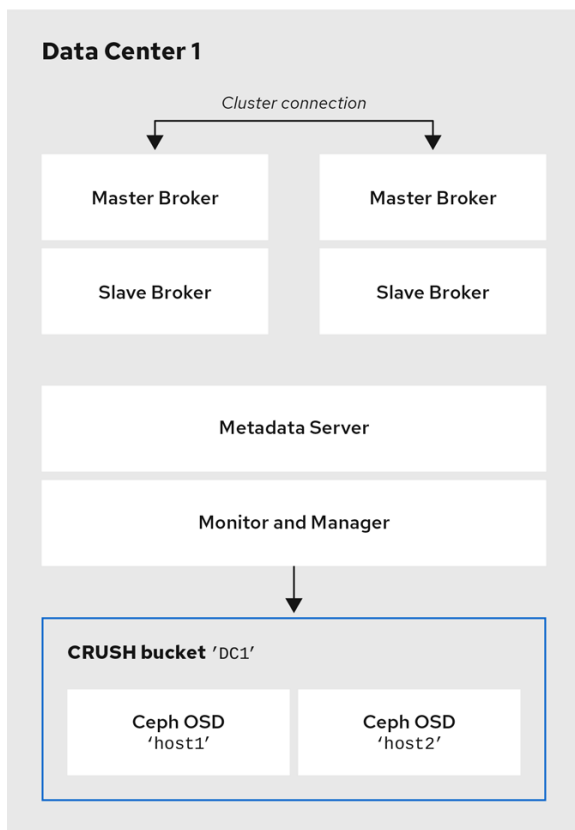 Data Center 1
Cluster connection
Master Broker
Master Broker
Slave Broker
Slave Broker
Metadata Server
Monitor and Manager
CRUSH bucket ’DC1’
Ceph OSD
Ceph OSD
‘host1’
‘host2’